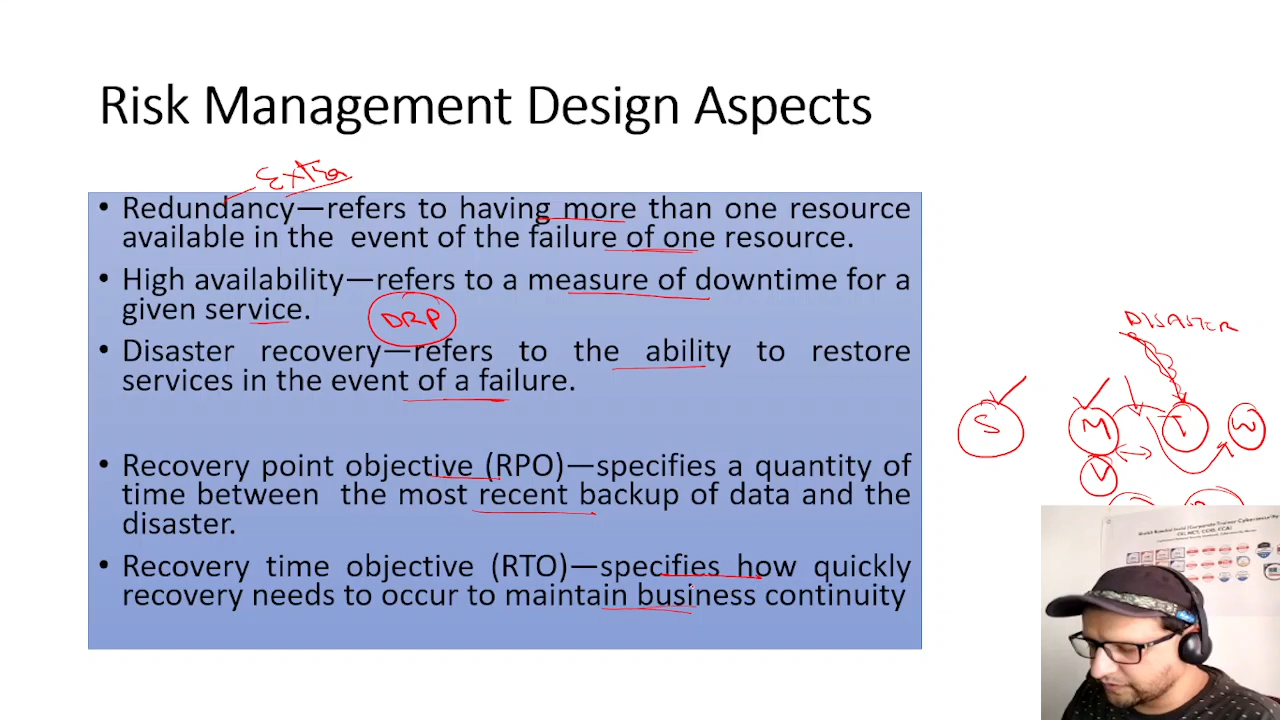 Risk Management Design Aspects
Extra
• Redundancy—refers to having more than one resource
available in the event of the failure of one resource.
• High availability—refers to a measure of downtime for a
given service.
DRP
• Disaster recovery—refers to the ability to restore
services in the event of a failure.
• Recovery point objective (RPO)—specifies a quantity of
time between the most recent backup of data and the
disaster.
• Recovery time objective (RTO)—specifies how quickly
recovery needs to occur to maintain business continuity
DISASTER
S M T W
V